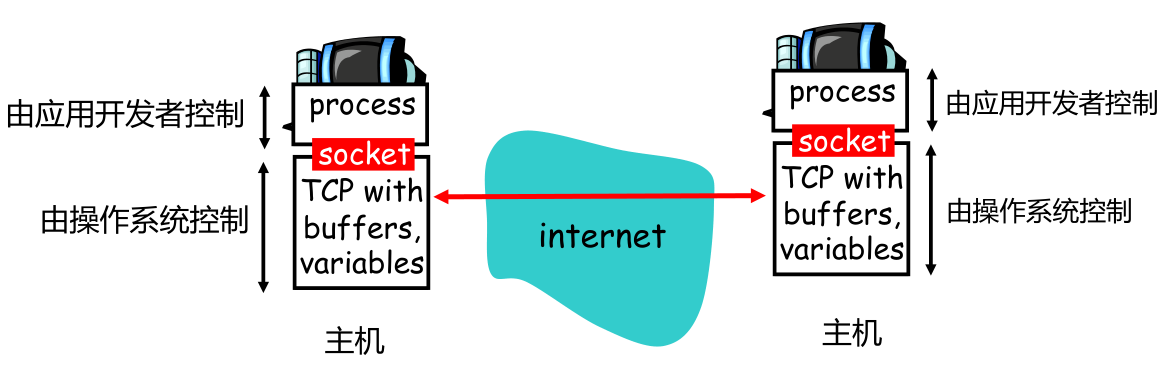 由应用开发者控制
process
socket
TCP with
buffers,
variables
由操作系统控制
主机
internet
process
socket
TCP with
buffers,
variables
由应用开发者控制
由操作系统控制
主机